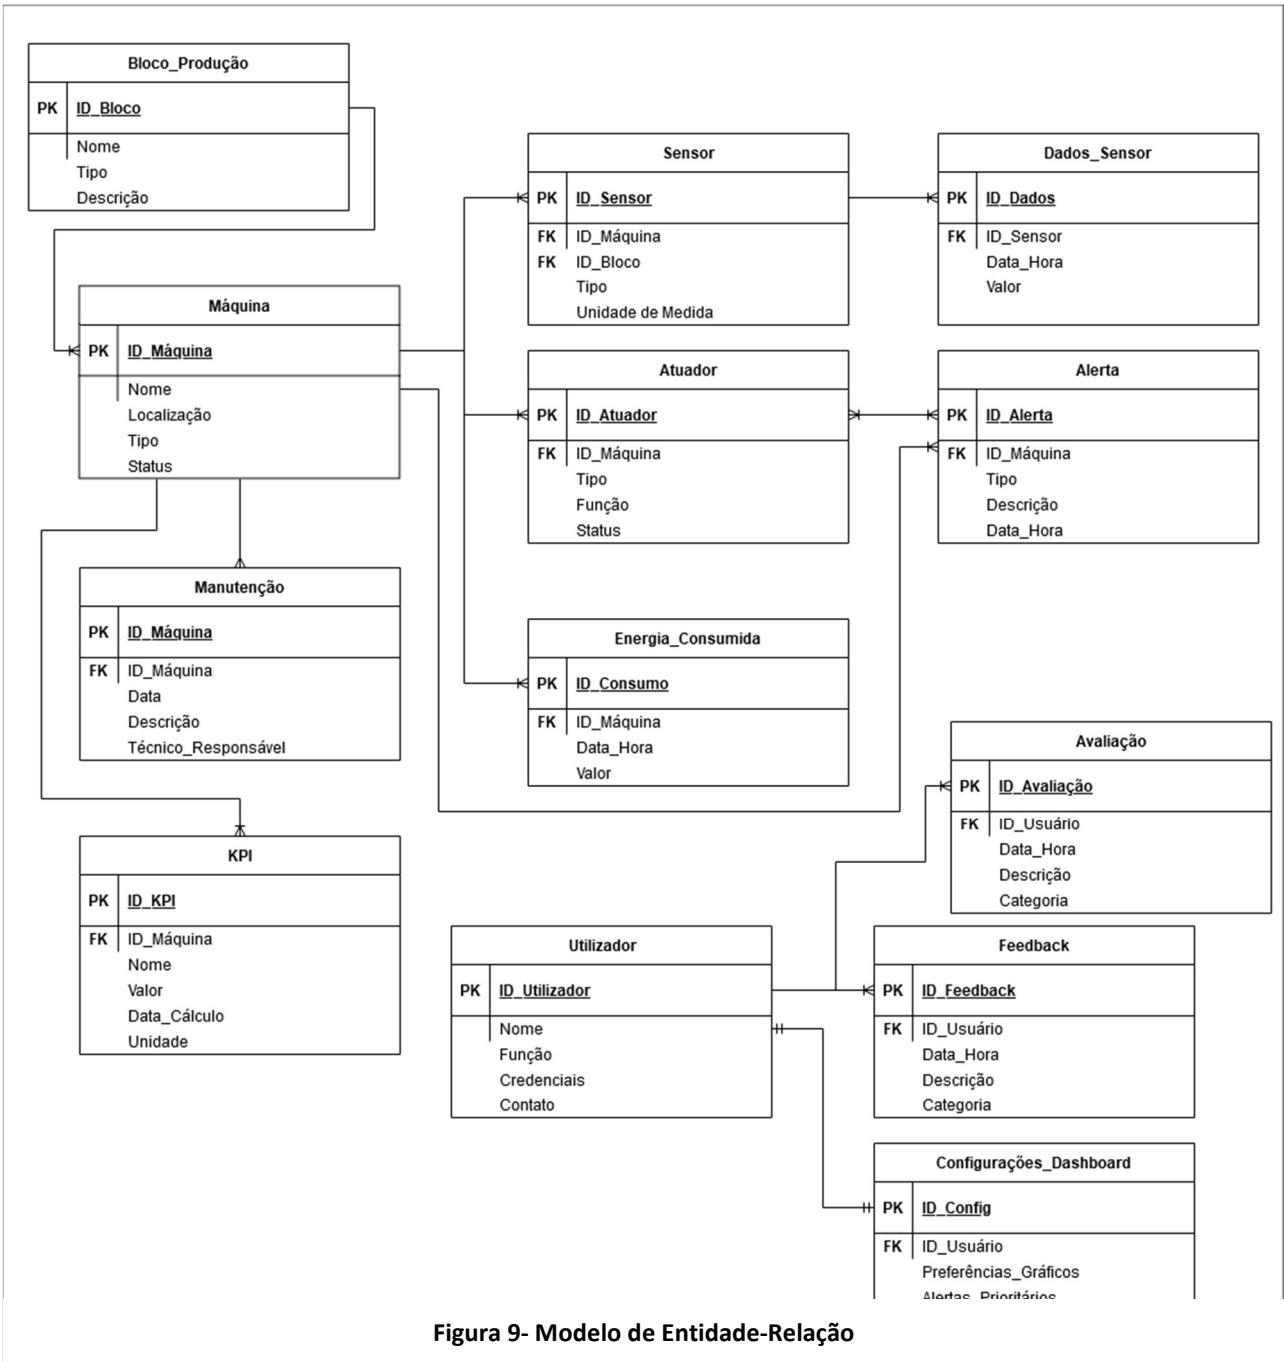 Bloco_Produção
PK ID_Bloco
Nome
Tipo
Descrição
Máquina
PK ID_Máquina
Nome
Localização
Tipo
Status
Manutenção
PK ID_Máquina
FK ID_Máquina
Data
Descrição
Técnico_Responsável
KPI
PK ID_KPI
FK ID_Máquina
Nome
Valor
Data_Cálculo
Unidade
Sensor
PK ID_Sensor
FK ID_Máquina
FK ID_Bloco
Tipo
Unidade de Medida
Dados_Sensor
PK ID_Dados
FK ID_Sensor
Data_Hora
Valor
Atuador
PK ID_Atuador
FK ID_Máquina
Tipo
Função
Status
Alerta
PK ID_Alerta
FK ID_Máquina
Tipo
Descrição
Data_Hora
Energia_Consumida
PK ID_Consumo
FK ID_Máquina
Data_Hora
Valor
Avaliação
PK ID_Avaliação
FK ID_Usuário
Data_Hora
Descrição
Categoria
Utilizador
PK ID_Utilizador
Nome
Função
Credenciais
Contato
Feedback
PK ID_Feedback
FK ID_Usuário
Data_Hora
Descrição
Categoria
Configurações_Dashboard
PK ID_Config
FK ID_Usuário
Preferências_Gráficos
Alertas_Prioritários
Figura 9- Modelo de Entidade-Relação